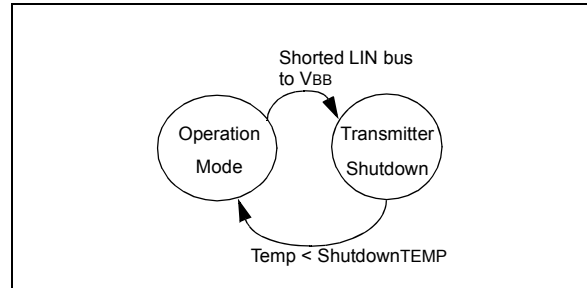 Shorted LIN bus
to VBB
Operation
Mode
Transmitter
Shutdown
Temp < ShutdownTEMP